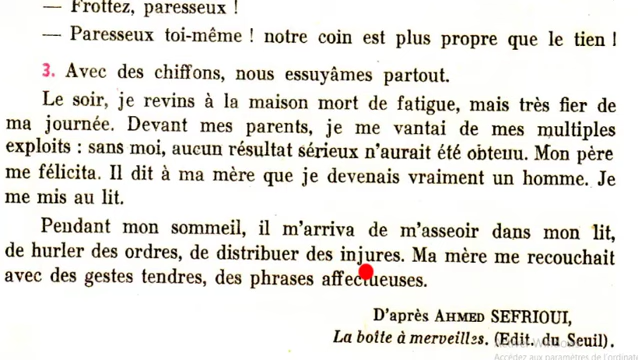 — Frottez, paresseux !
— Paresseux toi-même ! notre coin est plus propre que le tien !
3. Avec des chiffons, nous essuyâmes partout.
Le soir, je revins à la maison mort de fatigue, mais très fier de
ma journée. Devant mes parents, je me vantai de mes multiples
exploits : sans moi, aucun résultat sérieux n'aurait été obtenu. Mon père
me félicita. Il dit à ma mère que je devenais vraiment un homme. Je
me mis au lit.
Pendant mon sommeil, il m'arriva de m'asseoir dans mon lit,
de hurler des ordres, de distribuer des injures. Ma mère me recouchait
avec des gestes tendres, des phrases affectueuses.
D'après AHMED SEFRIOUI,
La boîte à merveilles. (Edit. du Seuil).
Accédez aux paramètres de l'ordinate